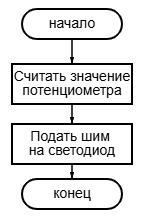 начало
Считать значение
потенциометра
Подать шим
на светодиод
конец